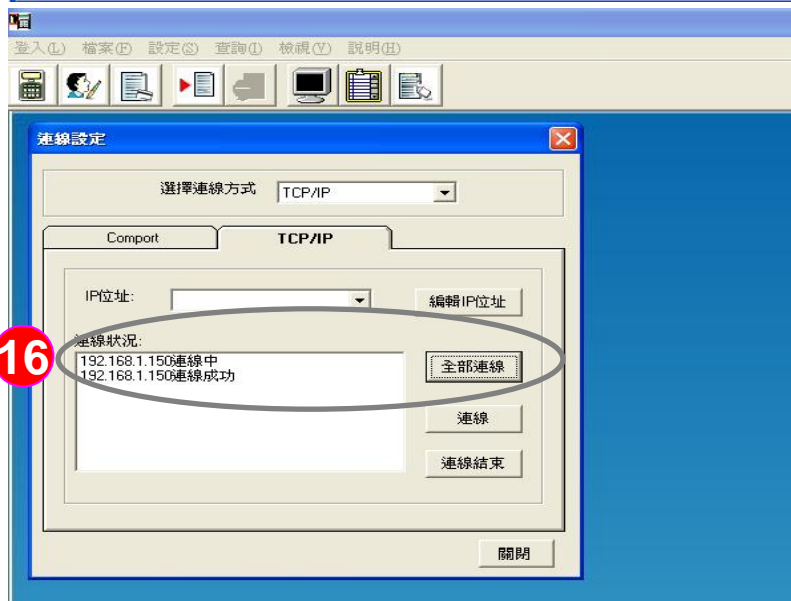 登入(L) 檔案(F) 設定(S) 查詢(I) 檢視(V) 說明(H)
連線設定
選擇連線方式 TCP/IP
Comport TCP/IP
IP位址: 編輯IP位址
16
連線狀況:
192.168.1.150連線中
192.168.1.150連線成功
全部連線
連線
連線結束
關閉